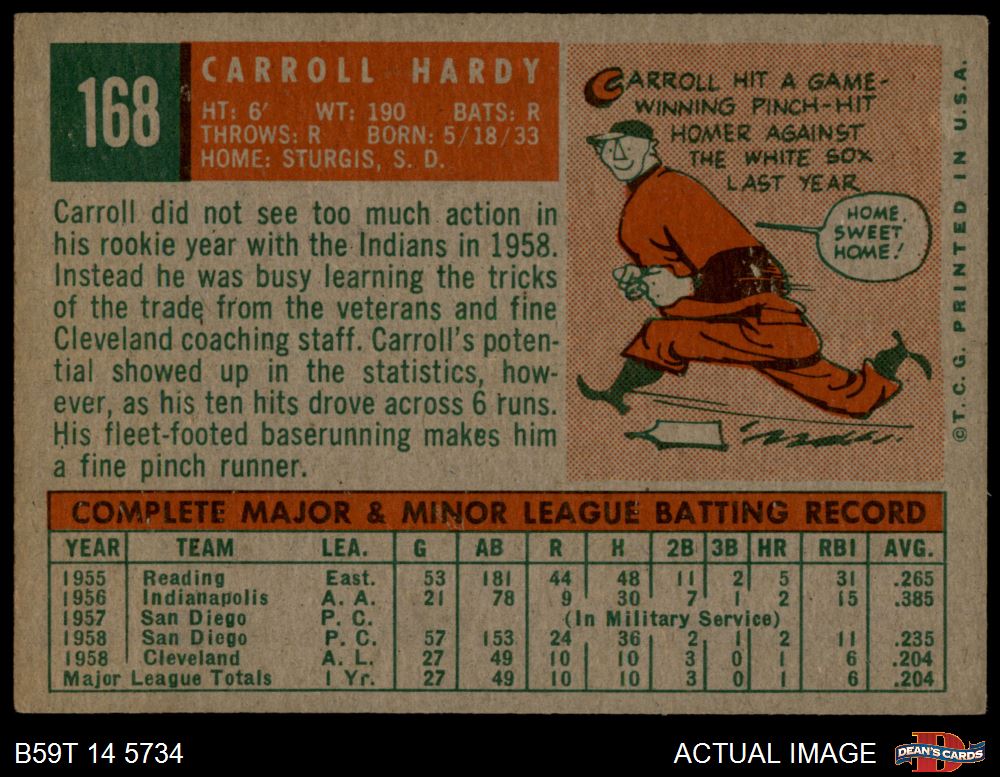 168
CARROLL HARDY
HT: 6' WT: 190 BATS: R
THROWS: R BORN: 5/18/33
HOME: STURGIS, S. D.
CARROLL HIT A GAME-
WINNING PINCH-HIT
HOMER AGAINST
THE WHITE SOX
LAST YEAR
HOME,
SWEET
HOME!
©T.C.G. PRINTED IN U.S.A.
Carroll did not see too much action in
his rookie year with the Indians in 1958.
Instead he was busy learning the tricks
of the trade from the veterans and fine
Cleveland coaching staff. Carroll's poten-
tial showed up in the statistics, how-
ever, as his ten hits drove across 6 runs.
His fleet-footed baserunning makes him
a fine pinch runner.
COMPLETE MAJOR & MINOR LEAGUE BATTING RECORD
YEAR TEAM LEA. G AB R H 2B 3B HR RBI AVG.
1955 Reading East. 53 181 44 48 11 2 5 31 .265
1956 Indianapolis A. A. 21 78 9 30 7 1 2 15 .385
1957 San Diego P. C. (In Military Service)
1958 San Diego P. C. 57 153 24 36 2 1 2 11 .235
1958 Cleveland A. L. 27 49 10 10 3 0 1 6 .204
Major League Totals 1 Yr. 27 49 10 10 3 0 1 6 .204
B59T 14 5734
ACTUAL IMAGE
DEAN'S CARDS